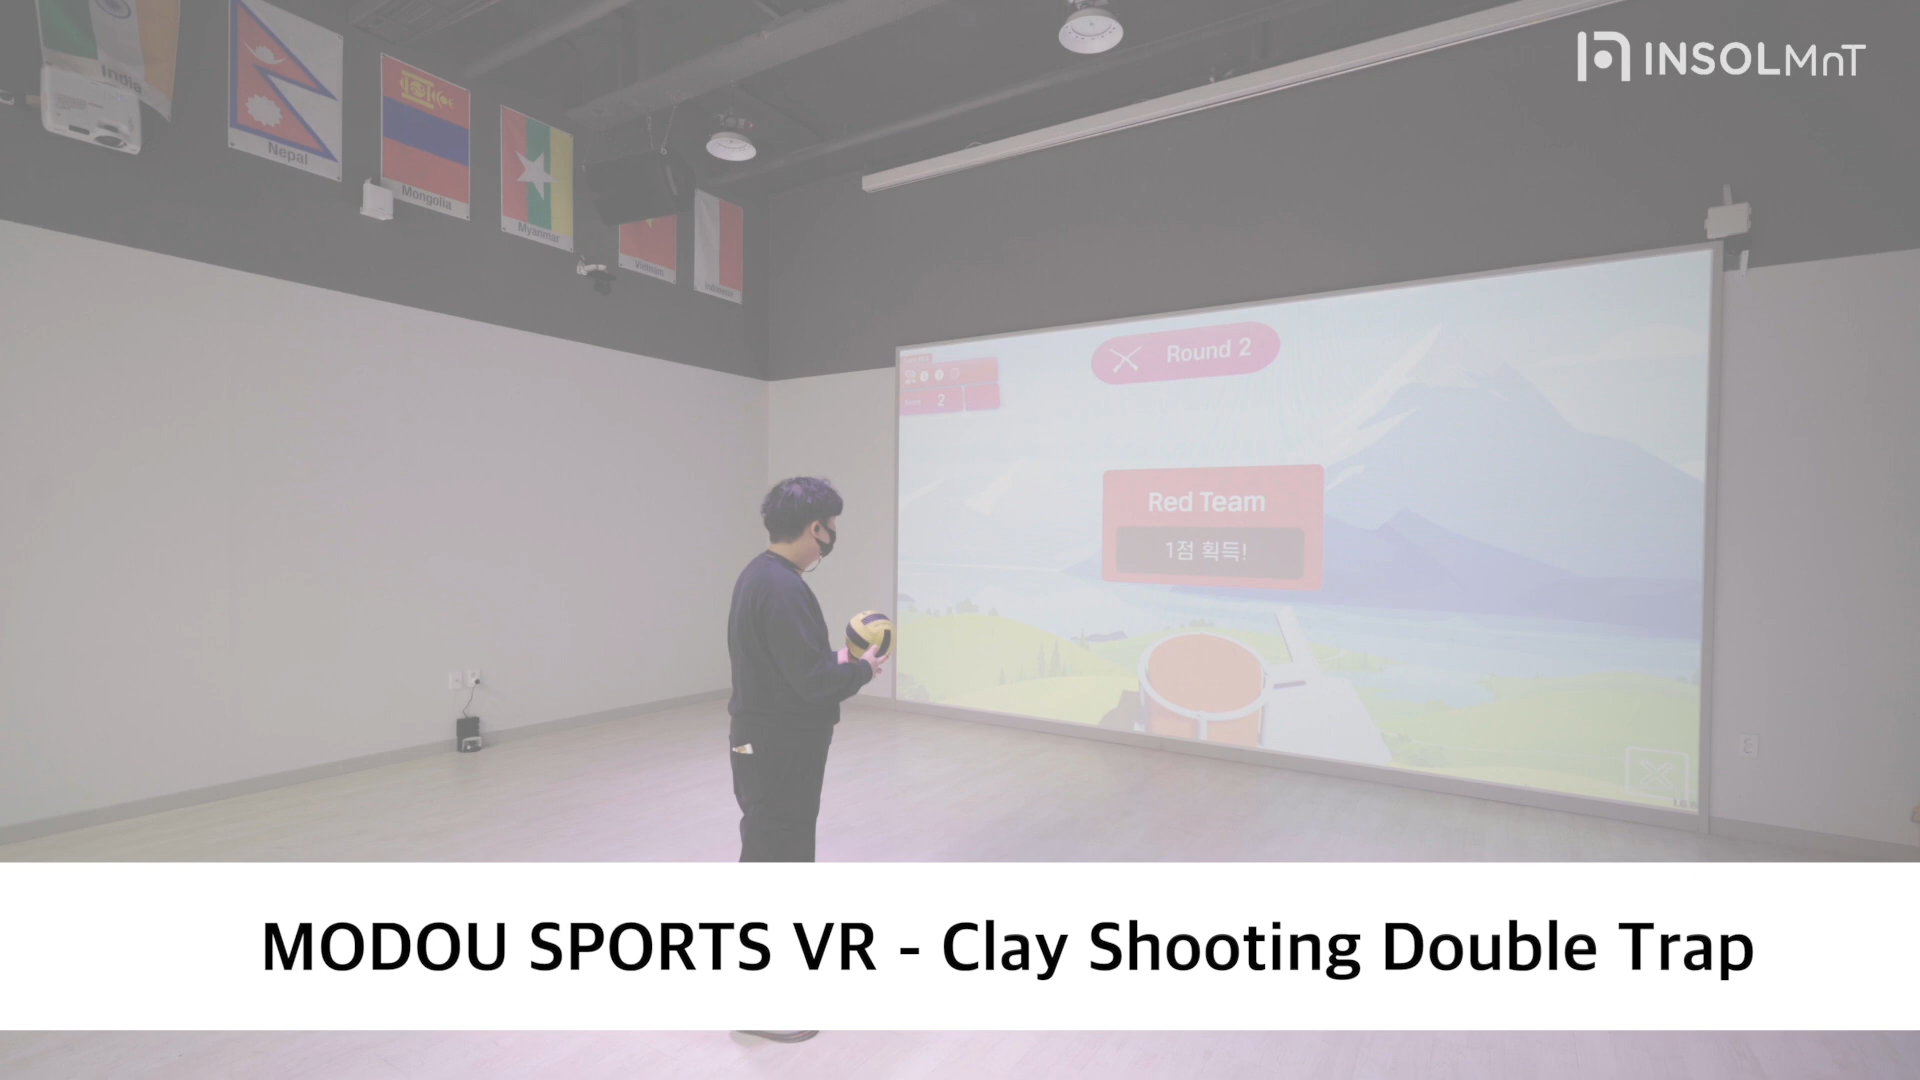 INSOLMnT
India
Nepal
Mongolia
Myanmar
Vietnam
Indonesia
Round 2
2
Red Team
1점 획득!
MODOU SPORTS VR - Clay Shooting Double Trap